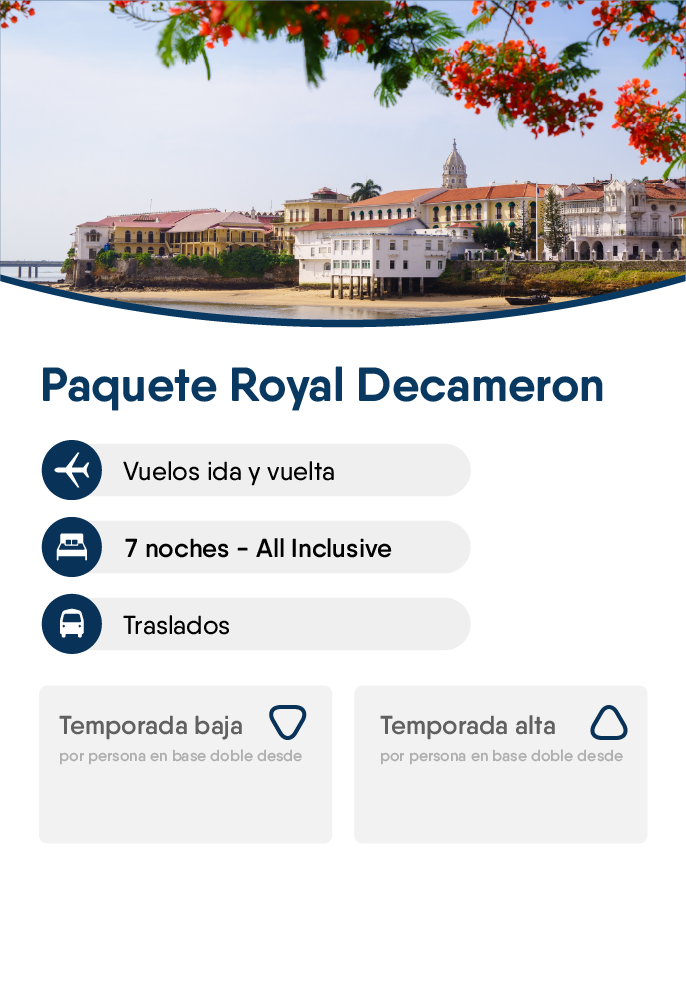 Paquete Royal Decameron
Vuelos ida y vuelta
7 noches - All Inclusive
Traslados
Temporada baja
por persona en base doble desde
Temporada alta
por persona en base doble desde